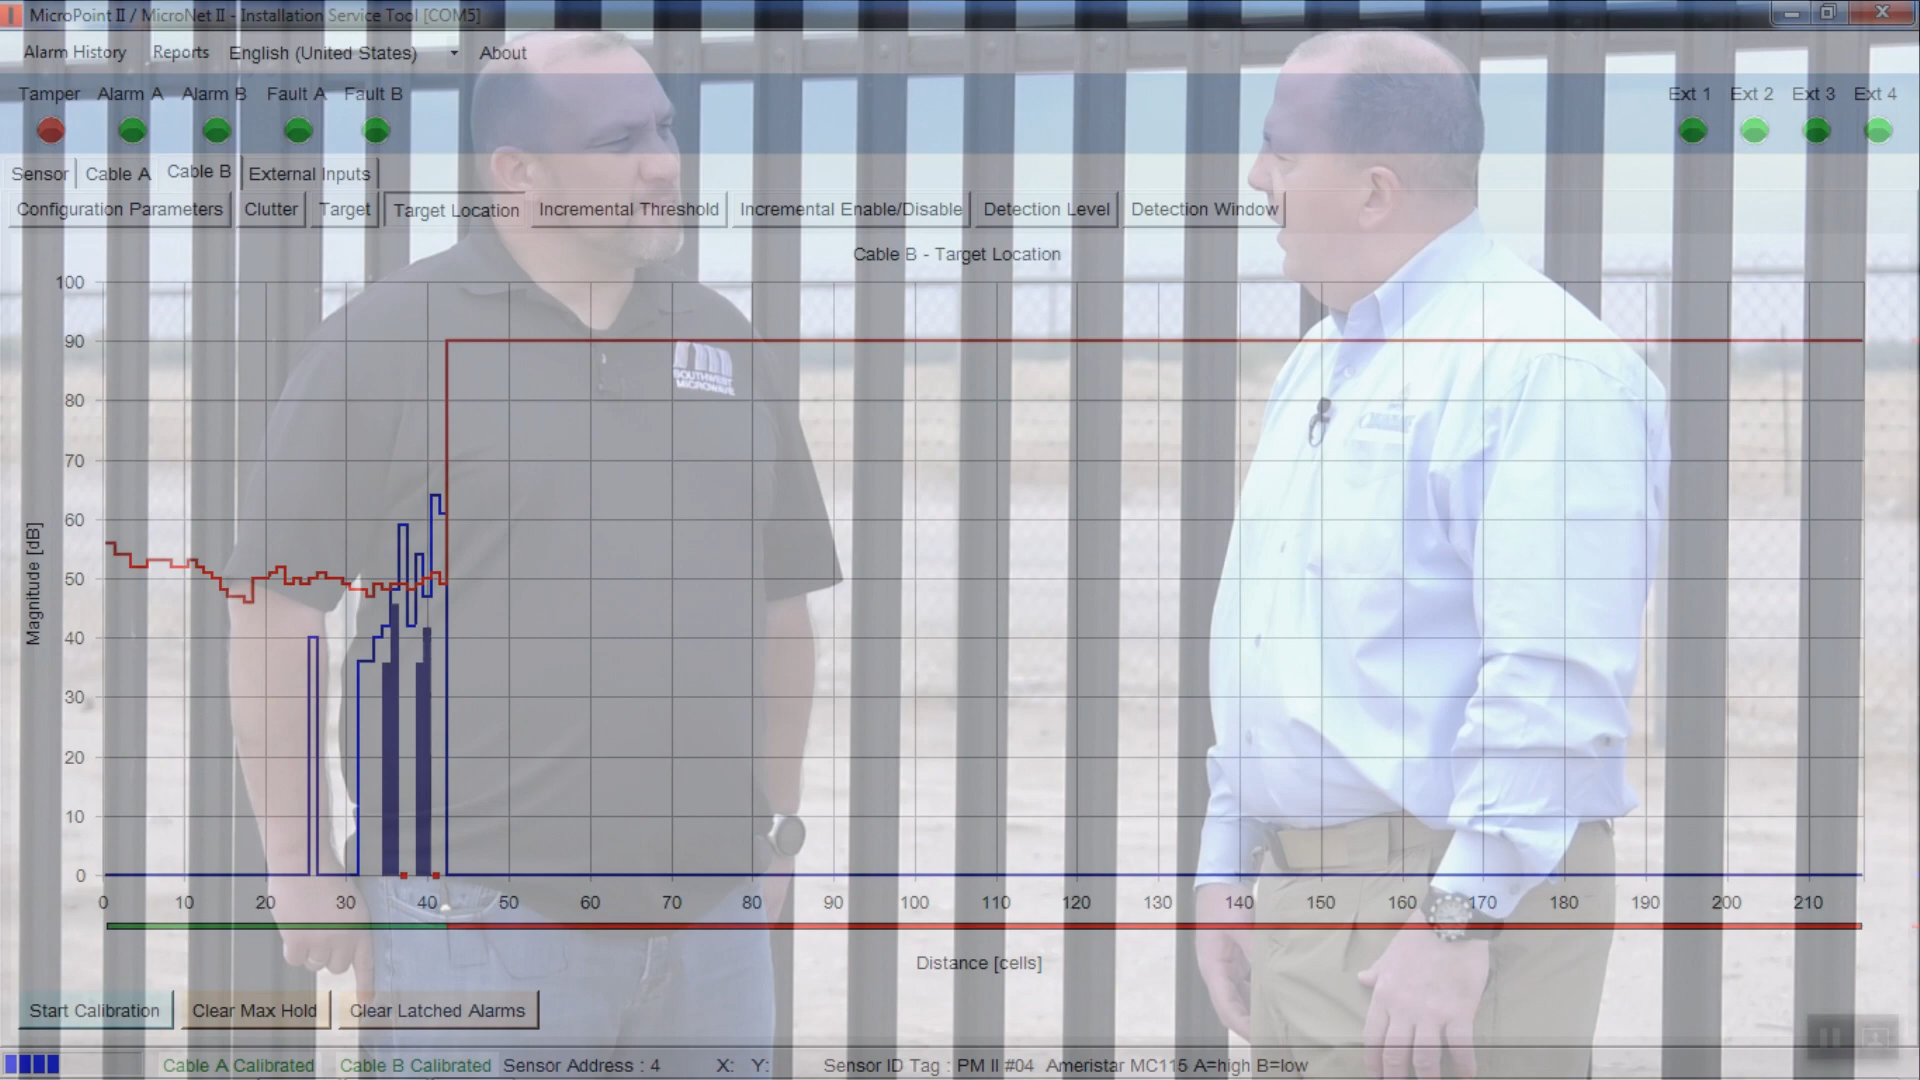 MicroPoint II / MicroNet II - Installation Service Tool [COM5]
Alarm History Reports English (United States) About
Tamper Alarm A Alarm B Fault A Fault B Ext 1 Ext 2 Ext 3 Ext 4
Sensor Cable A Cable B External Inputs
Configuration Parameters Clutter Target Target Location Incremental Threshold Incremental Enable/Disable Detection Level Detection Window
Cable B - Target Location
100
90
80
70
60
50
40
30
20
10
0
Magnitude [dB]
SOUTHWEST
MICROWAVE
0 10 20 30 40 50 60 70 80 90 100 110 120 130 140 150 160 170 180 190 200 210
Distance [cells]
Start Calibration Clear Max Hold Clear Latched Alarms
Cable A Calibrated Cable B Calibrated Sensor Address : 4 X: Y: Sensor ID Tag : PM II #04 Ameristar MC115 A=high B=low